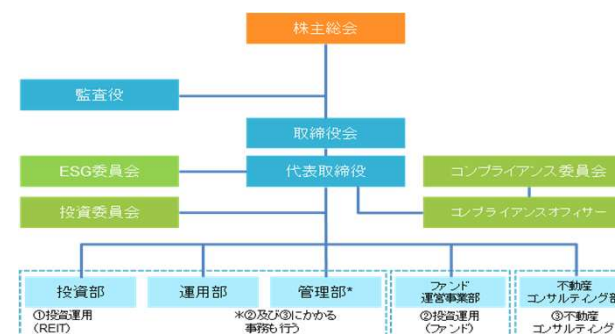 株主総会
監査役
取締役会
ESG委員会
代表取締役
コンプライアンス委員会
投資委員会
コンプライアンスオフィサー
投資部
運用部
管理部*
ファンド
運営事業部
不動産
コンサルティング部
①投資運用
(REIT)
＊②及び③にかかる
事務も行う
②投資運用
(ファンド)
③不動産
コンサルティング